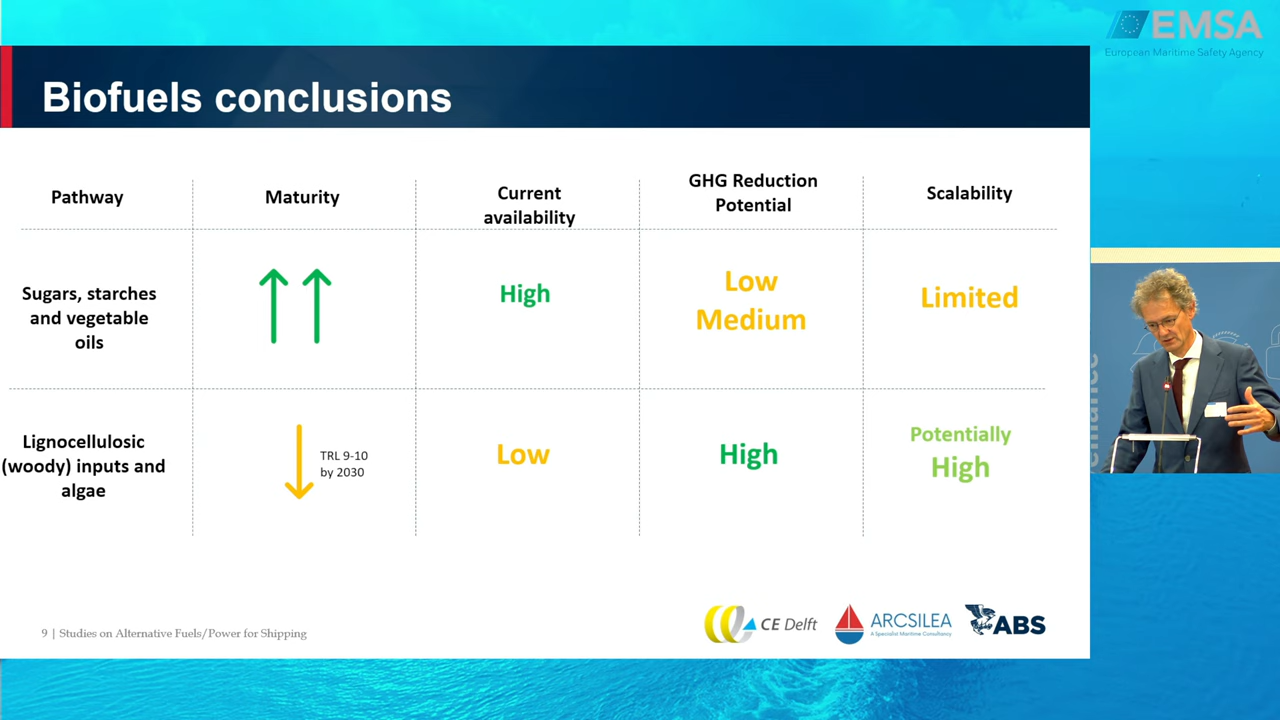 EMSA
European Maritime Safety Agency
Biofuels conclusions
Pathway
Maturity
Current
availability
GHG Reduction
Potential
Scalability
Sugars, starches
and vegetable
oils
High
Low
Medium
Limited
Lignocellulosic
(woody) inputs and
algae
TRL 9-10
by 2030
Low
High
Potentially
High
9 | Studies on Alternative Fuels/Power for Shipping
CE Delft
ARCSILEA
A Specialist Maritime Consultancy
ABS